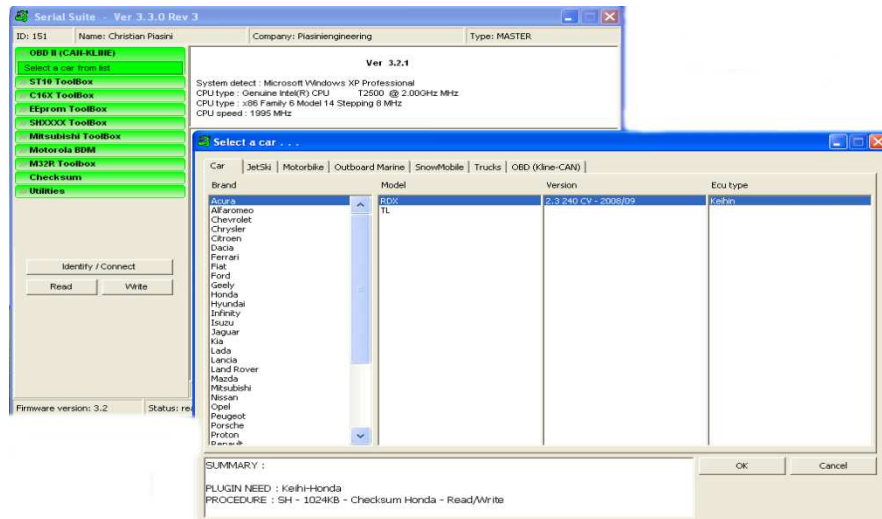 Serial Suite - Ver 3.3.0 Rev 3
ID: 151 Name: Christian Piasini Company: Piasiniengineering Type: MASTER
OBD II (CAN-KLINE)
Select a car from list
ST10 ToolBox
C16X ToolBox
EEprom ToolBox
SHXXXX ToolBox
Mitsubishi ToolBox
Motorola BDM
M32R Toolbox
Checksum
Utilities
Identify / Connect
Read Write
Firmware version: 3.2 Status: re
Ver 3.2.1
System detect : Microsoft Windows XP Professional
CPU type : Genuine Intel(R) CPU T2500 @ 2.00GHz MHz
CPU type : x86 Family 6 Model 14 Stepping 8 MHz
CPU speed : 1995 MHz
Select a car . . .
Car JetSki Motorbike Outboard Marine SnowMobile Trucks OBD (Kline-CAN)
Brand Model Version Ecu type
Acura RDX 2.3 240 CV - 2008/09 Keihin
Alfaromeo TL
Chevrolet
Chrysler
Citroen
Dacia
Ferrari
Fiat
Ford
Geely
Honda
Hyundai
Infinity
Isuzu
Jaguar
Kia
Lada
Lancia
Land Rover
Mazda
Mitsubishi
Nissan
Opel
Peugeot
Porsche
Proton
Renault
SUMMARY :
PLUGIN NEED : Keihi-Honda
PROCEDURE : SH - 1024KB - Checksum Honda - Read/Write
OK Cancel